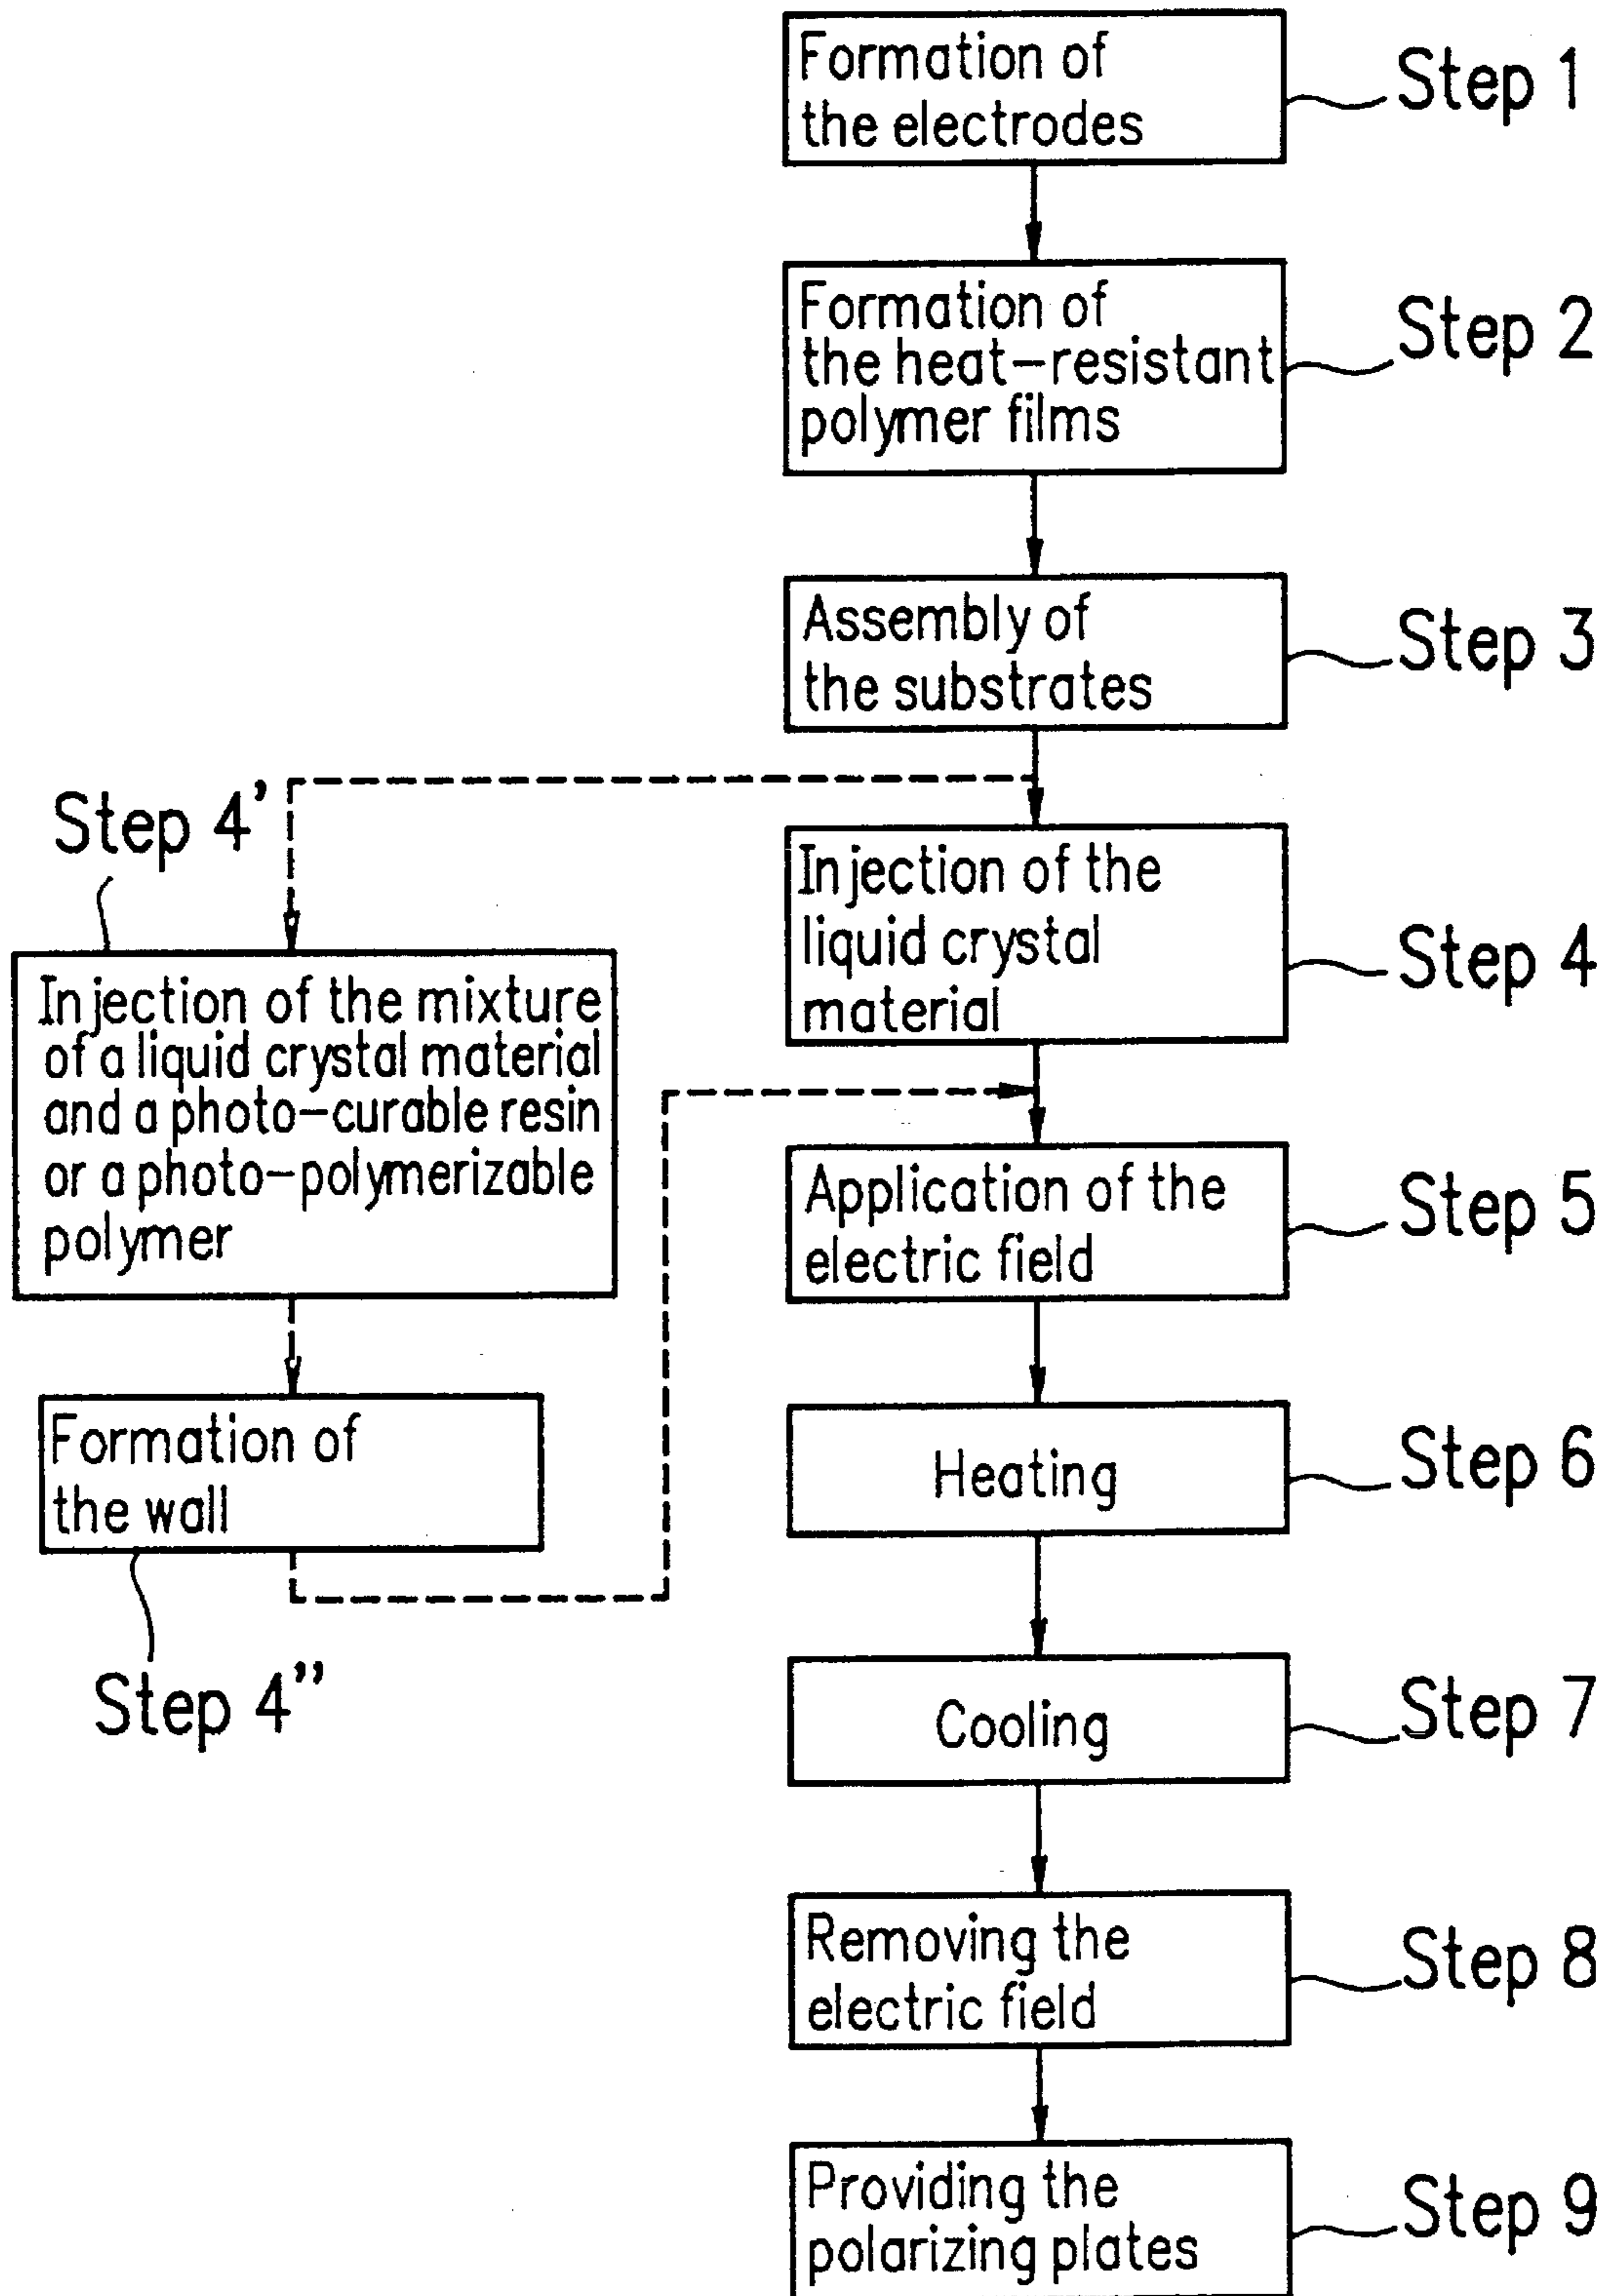 Formation of
the electrodes
Step 1
Formation of
the heat-resistant
polymer films
Step 2
Assembly of
the substrates
Step 3
Step 4'
Injection of the mixture
of a liquid crystal material
and a photo-curable resin
or a photo-polymerizable
polymer
Injection of the
liquid crystal
material
Step 4
Formation of
the wall
Step 4''
Application of the
electric field
Step 5
Heating
Step 6
Cooling
Step 7
Removing the
electric field
Step 8
Providing the
polarizing plates
Step 9